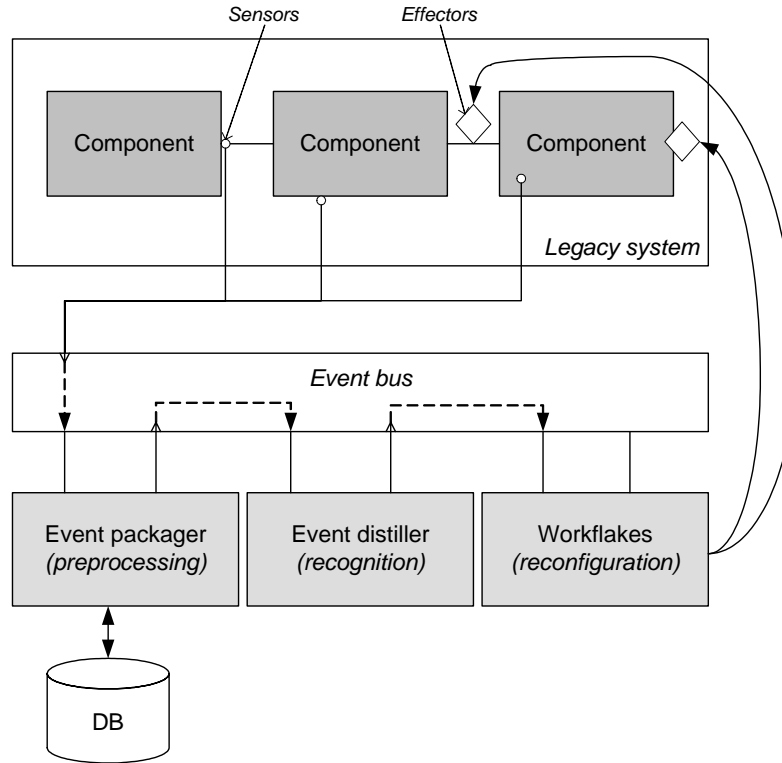 Sensors
Effectors
Component
Component
Component
Legacy system
Event bus
Event packager
(preprocessing)
Event distiller
(recognition)
Workflakes
(reconfiguration)
DB